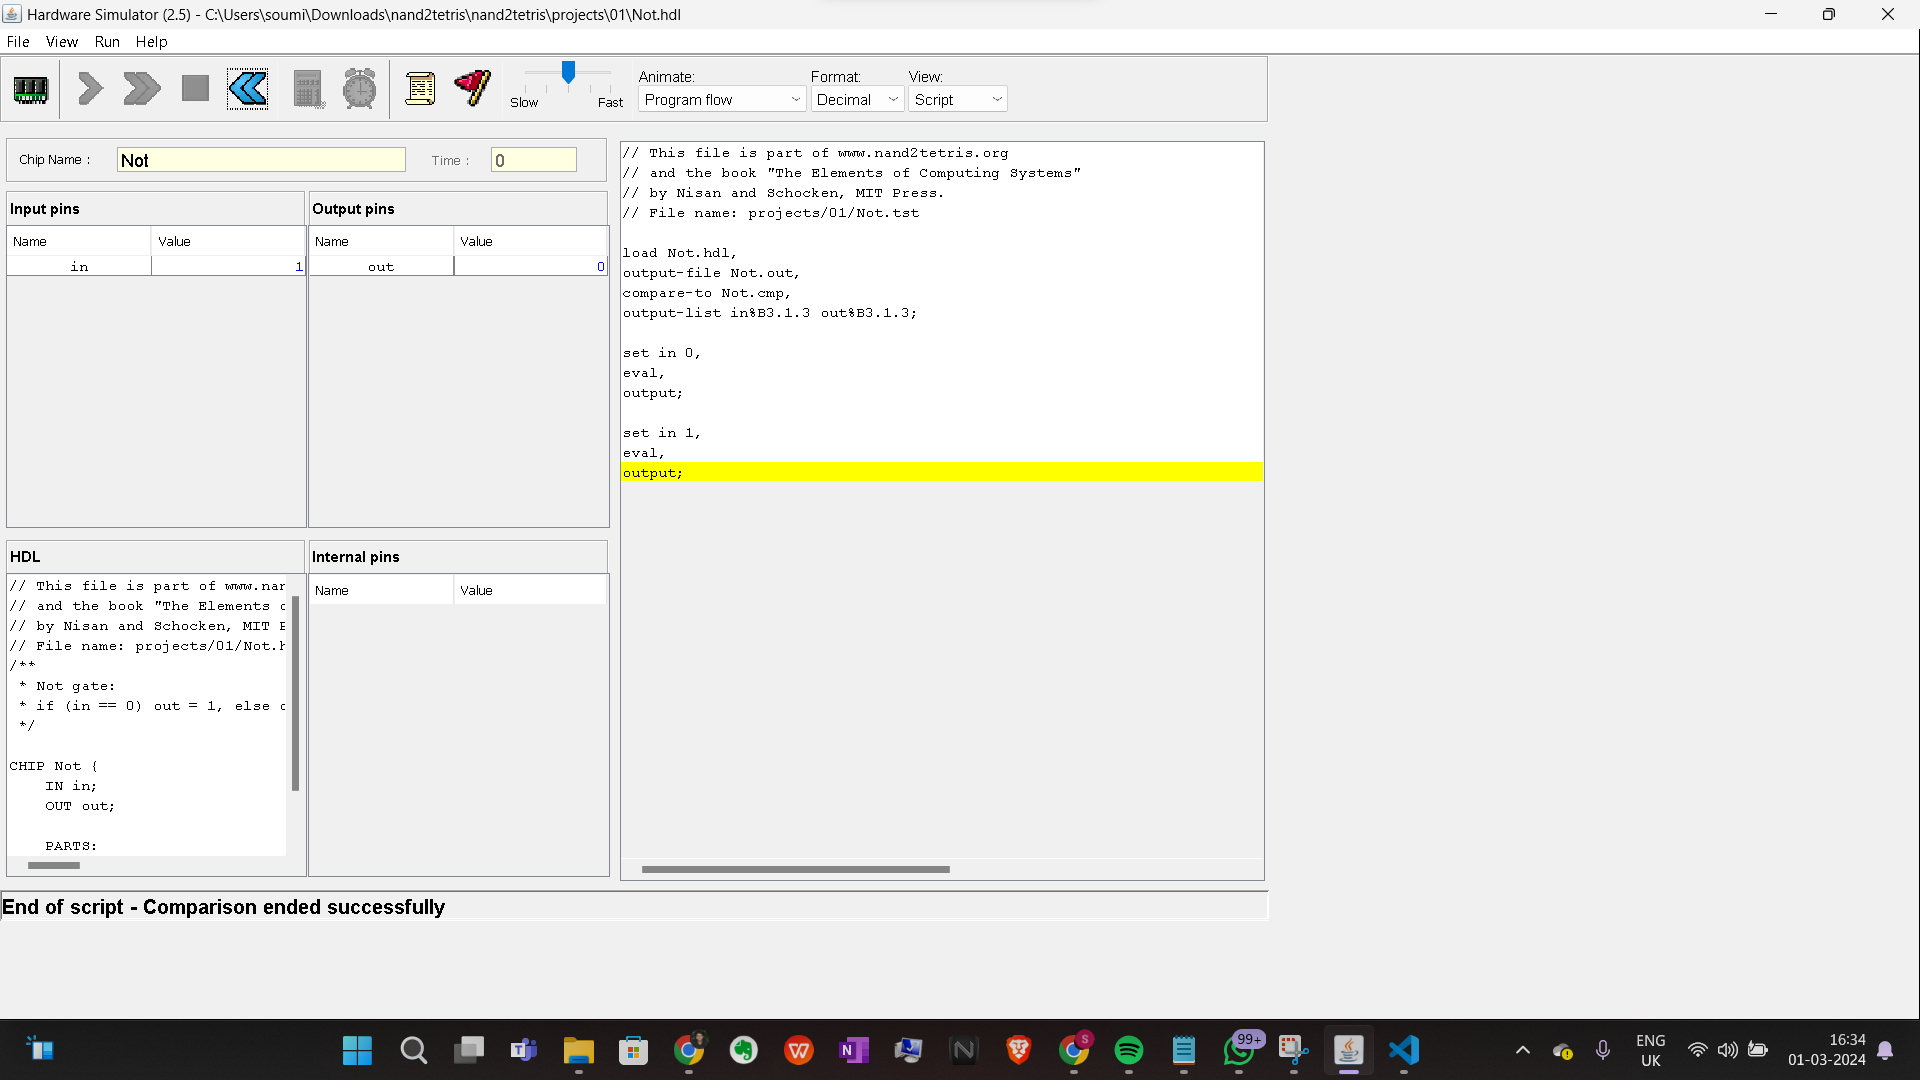 Hardware Simulator (2.5) - C:\Users\soumi\Downloads\nand2tetris\nand2tetris\projects\01\Not.hdl
File View Run Help
Slow Fast
Animate: Format: View:
Program flow Decimal Script
Chip Name : Not Time : 0
Input pins
Name Value
in 1
Output pins
Name Value
out 0
HDL
// This file is part of www.nan
// and the book "The Elements o
// by Nisan and Schocken, MIT P
// File name: projects/01/Not.h
/**
* Not gate:
* if (in == 0) out = 1, else o
*/
CHIP Not {
IN in;
OUT out;
PARTS:
Internal pins
Name Value
// This file is part of www.nand2tetris.org
// and the book "The Elements of Computing Systems"
// by Nisan and Schocken, MIT Press.
// File name: projects/01/Not.tst
load Not.hdl,
output-file Not.out,
compare-to Not.cmp,
output-list in%B3.1.3 out%B3.1.3;
set in 0,
eval,
output;
set in 1,
eval,
output;
End of script - Comparison ended successfully
99+
S
ENG
UK
16:34
01-03-2024